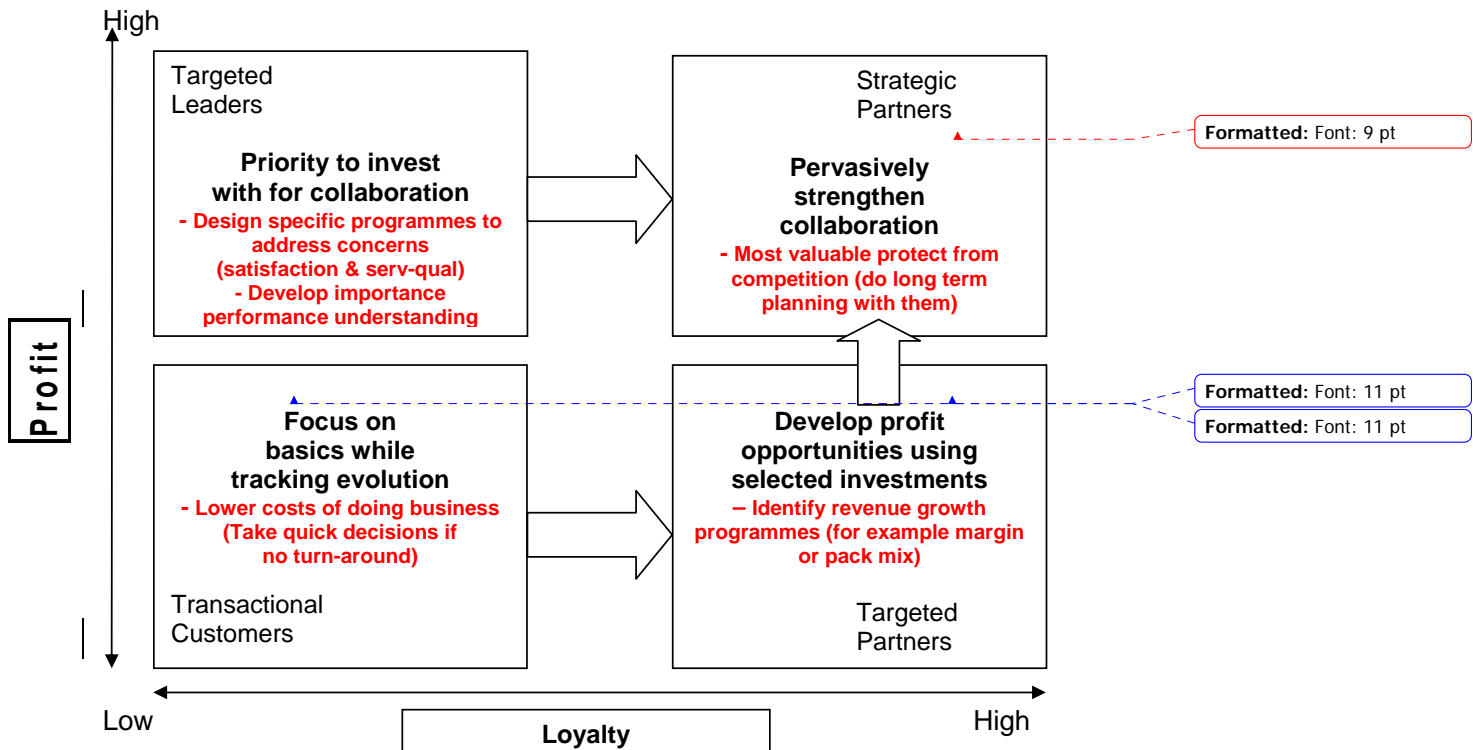 High
Targeted
Leaders
Priority to invest
with for collaboration
- Design specific programmes to
address concerns
(satisfaction & serv-qual)
- Develop importance
performance understanding
Strategic
Partners
Pervasively
strengthen
collaboration
- Most valuable protect from
competition (do long term
planning with them)
Formatted: Font: 9 pt
Profit
Focus on
basics while
tracking evolution
- Lower costs of doing business
(Take quick decisions if
no turn-around)
Transactional
Customers
Develop profit
opportunities using
selected investments
– Identify revenue growth
programmes (for example margin
or pack mix)
Targeted
Partners
Formatted: Font: 11 pt
Formatted: Font: 11 pt
Low
Loyalty
High